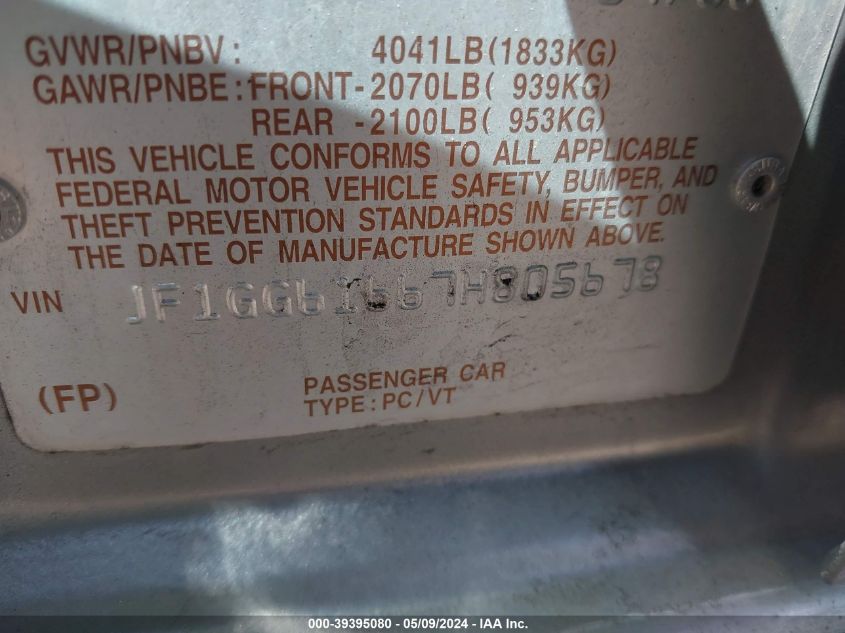 GVWR/PNBV: 4041LB(1833KG)
GAWR/PNBE:FRONT-2070LB( 939KG)
REAR -2100LB( 953KG)
THIS VEHICLE CONFORMS TO ALL APPLICABLE
FEDERAL MOTOR VEHICLE SAFETY, BUMPER, AND
THEFT PREVENTION STANDARDS IN EFFECT ON
THE DATE OF MANUFACTURE SHOWN ABOVE.
VIN JF1GG61667H805678
(FP)
PASSENGER CAR
TYPE:PC/VT
000-39395080 - 05/09/2024 - IAA Inc.